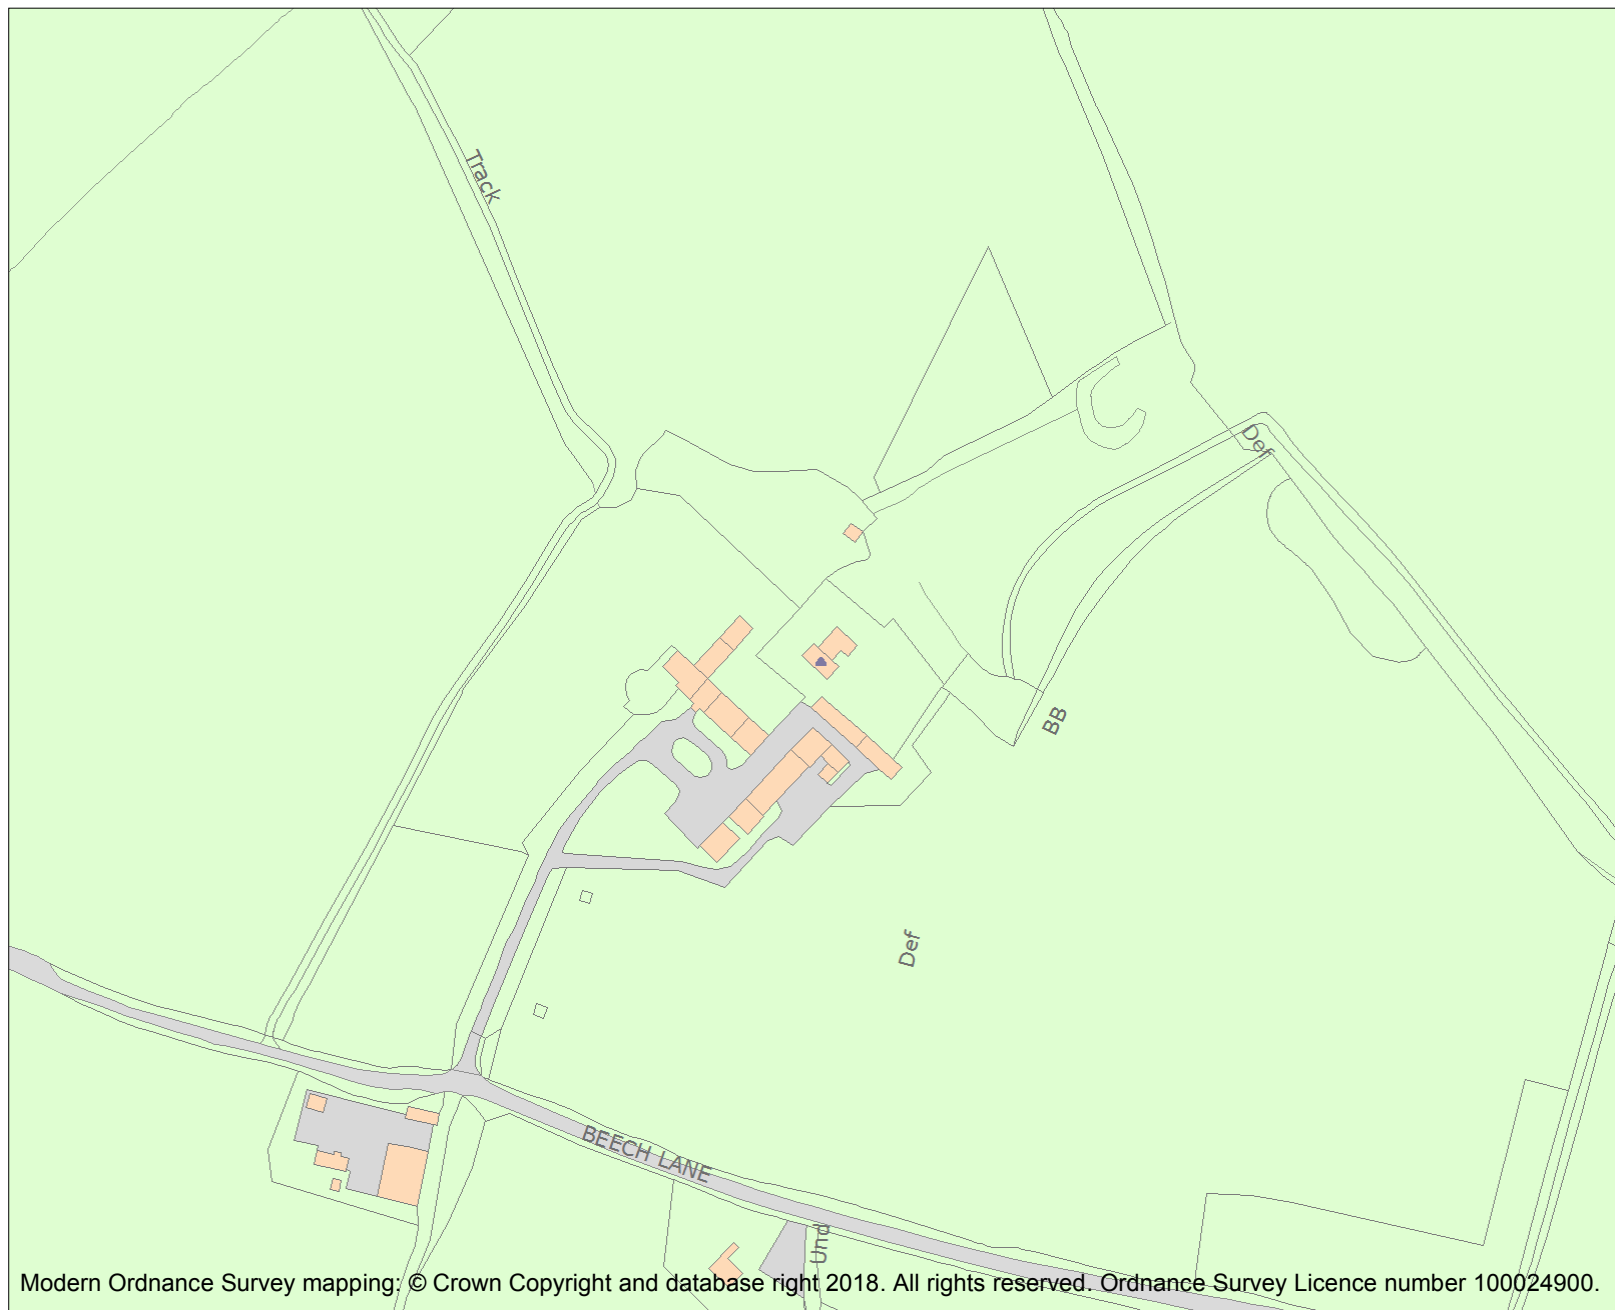 Track
Def
BB
Def
BEECH LANE
Und
Modern Ordnance Survey mapping: © Crown Copyright and database right 2018. All rights reserved. Ordnance Survey Licence number 100024900.